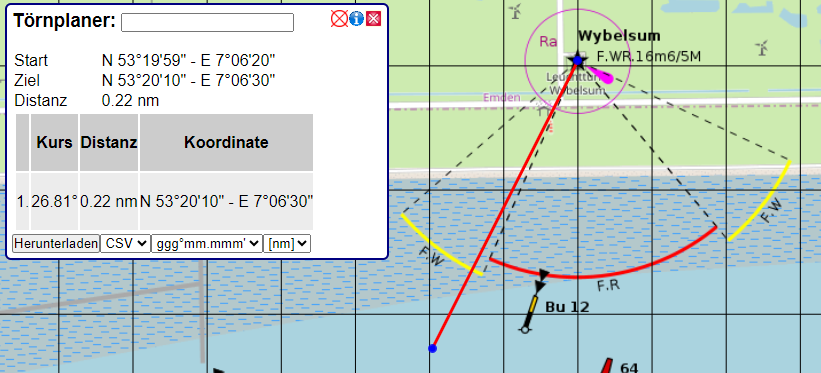 Törnplaner:
Start N 53°19'59" - E 7°06'20"
Ziel N 53°20'10" - E 7°06'30"
Distanz 0.22 nm
Kurs Distanz Koordinate
1. 26.81° 0.22 nm N 53°20'10" - E 7°06'30"
Herunterladen CSV ggg°mm.mmm' [nm]
Ra
Wybelsum
F.WR.16m6/5M
Leuchtturm
Wybelsum
Emden
F.W
F.R
F.W
Bu 12
64